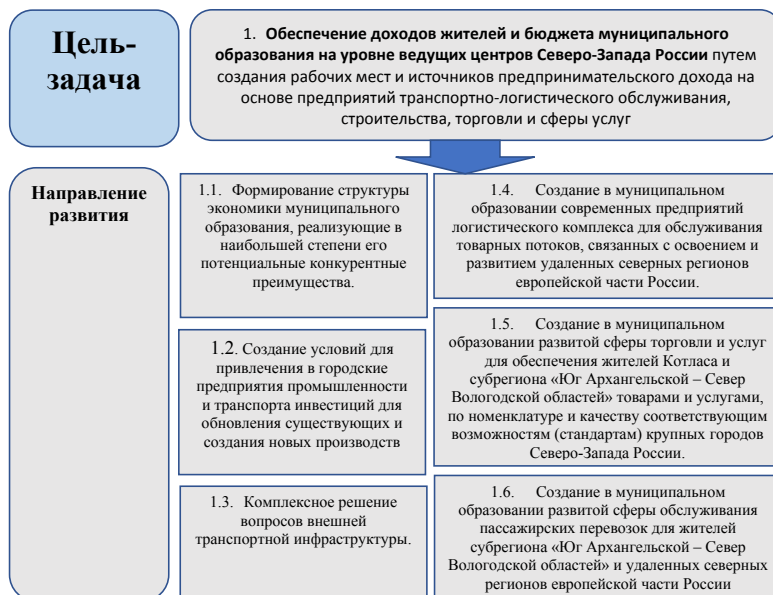 Цель-
задача
1. Обеспечение доходов жителей и бюджета муниципального
образования на уровне ведущих центров Северо-Запада России путем
создания рабочих мест и источников предпринимательского дохода на
основе предприятий транспортно-логистического обслуживания,
строительства, торговли и сферы услуг
Направление
развития
1.1. Формирование структуры
экономики муниципального
образования, реализующие в
наибольшей степени его
потенциальные конкурентные
преимущества.
1.2. Создание условий для
привлечения в городские
предприятия промышленности
и транспорта инвестиций для
обновления существующих и
создания новых производств
1.3. Комплексное решение
вопросов внешней
транспортной инфраструктуры.
1.4. Создание в муниципальном
образовании современных предприятий
логистического комплекса для обслуживания
товарных потоков, связанных с освоением и
развитием удаленных северных регионов
европейской части России.
1.5. Создание в муниципальном
образовании развитой сферы торговли и услуг
для обеспечения жителей Котласа и
субрегиона «Юг Архангельской – Север
Вологодской областей» товарами и услугами,
по номенклатуре и качеству соответствующим
возможностям (стандартам) крупных городов
Северо-Запада России.
1.6. Создание в муниципальном
образовании развитой сферы обслуживания
пассажирских перевозок для жителей
субрегиона «Юг Архангельской – Север
Вологодской областей» и удаленных северных
регионов европейской части России